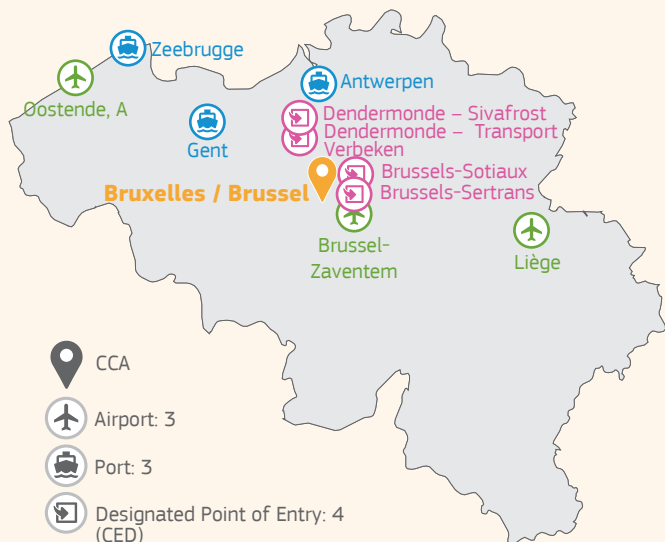 Zeebrugge
Oostende, A
Antwerpen
Gent
Dendermonde – Sivafrost
Dendermonde – Transport
Verbeken
Brussels-Sotiaux
Bruxelles / Brussel
Brussels-Sertrans
Brussel-
Zaventem
Liège
CCA
Airport: 3
Port: 3
Designated Point of Entry: 4
(CED)